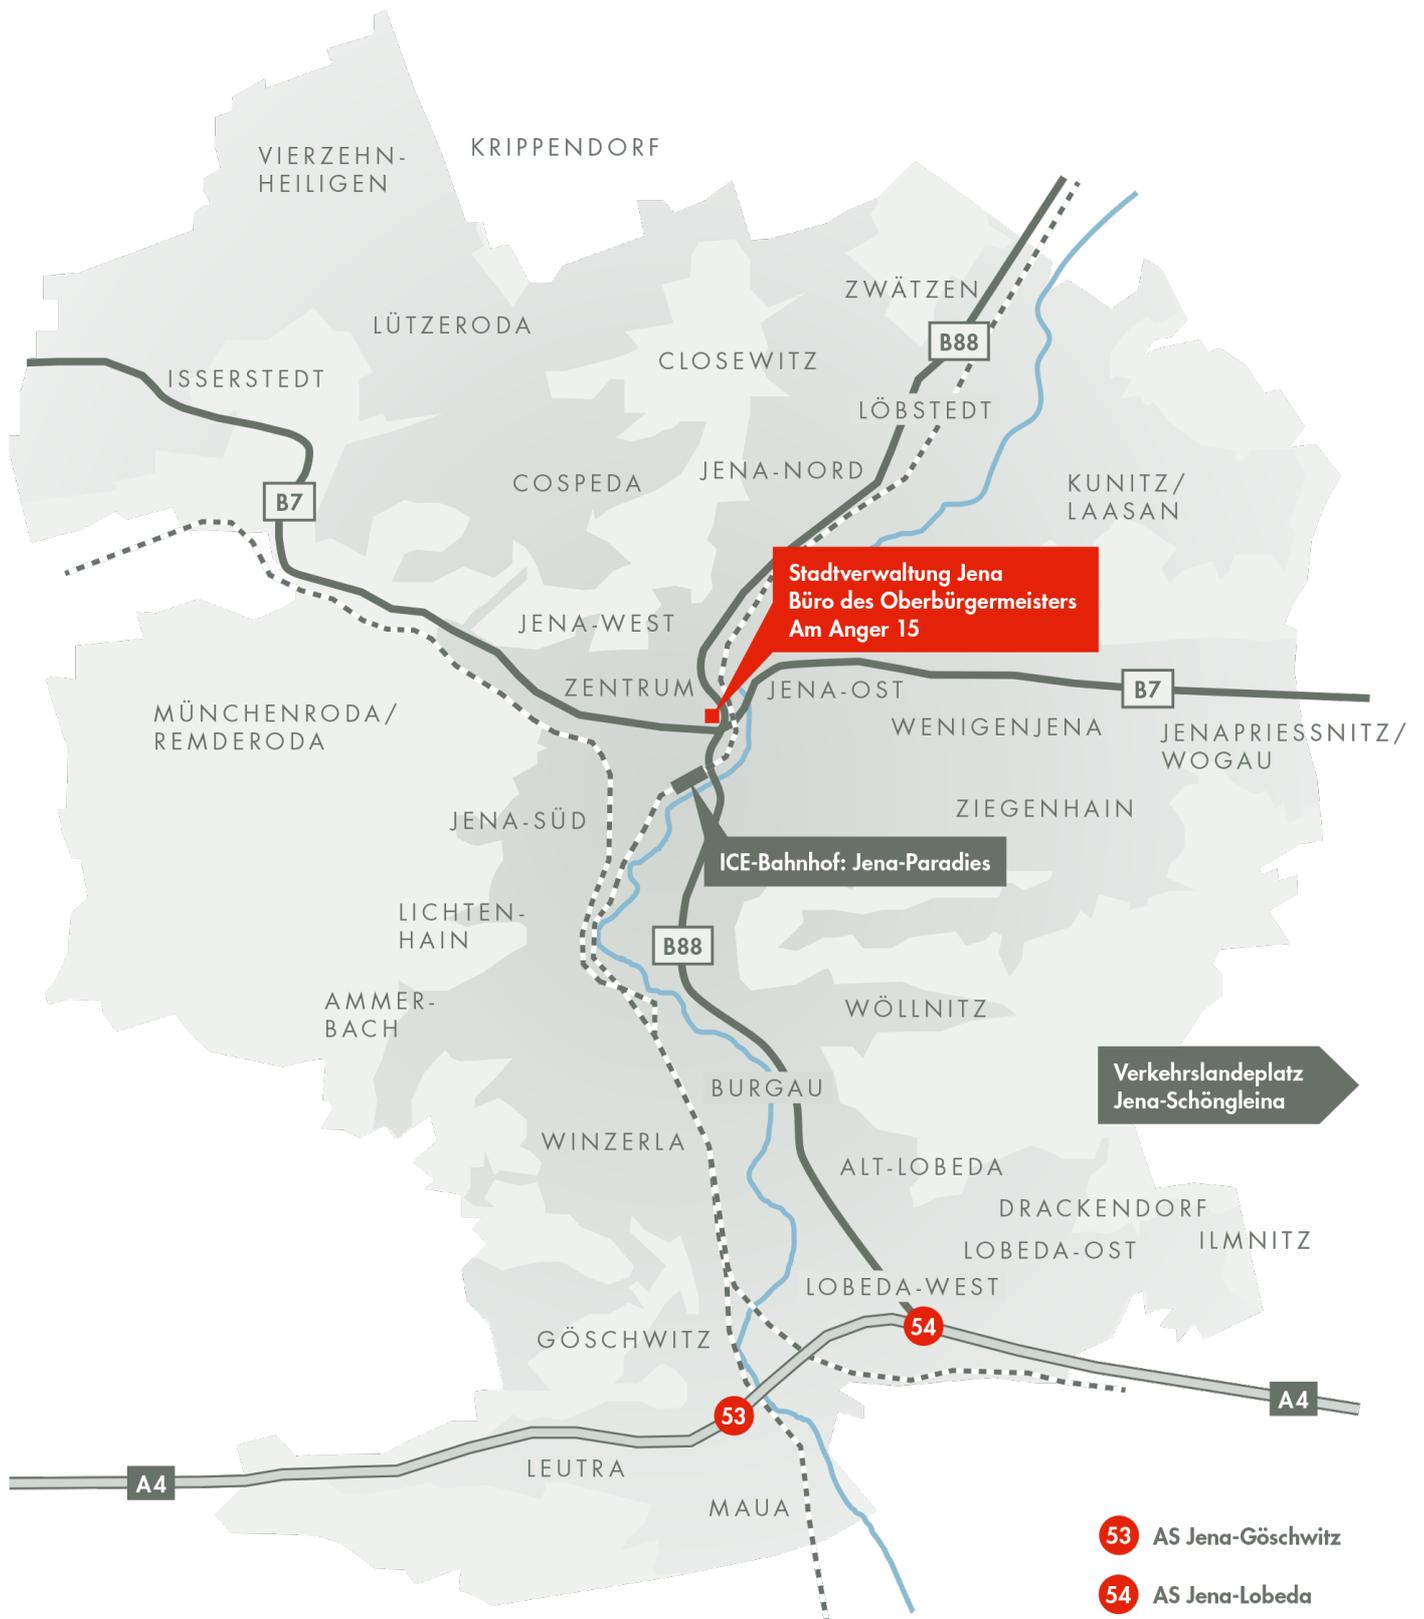 KRIPPENDORF
VIERZEHN-
HEILIGEN
ZWÄTZEN
LÜTZERODA
B88
CLOSEWITZ
ISSERSTEDT
LÖBSTEDT
JENA-NORD
COSPEDA
KUNITZ/
LAASAN
B7
Stadtverwaltung Jena
Büro des Oberbürgermeisters
Am Anger 15
JENA-WEST
ZENTRUM
JENA-OST
B7
MÜNCHENRODA/
REMDERODA
WENIGENJENA
JENAPRIESSNITZ/
WOGAU
ZIEGENHAIN
JENA-SÜD
ICE-Bahnhof: Jena-Paradies
LICHTEN-
HAIN
B88
AMMER-
BACH
WÖLLNITZ
Verkehrslandeplatz
Jena-Schöngleina
BURGAU
WINZERLA
ALT-LOBEDA
DRACKENDORF
ILMNITZ
LOBEDA-OST
LOBEDA-WEST
54
GÖSCHWITZ
A4
53
LEUTRA
A4
MAUA
53 AS Jena-Göschwitz
54 AS Jena-Lobeda